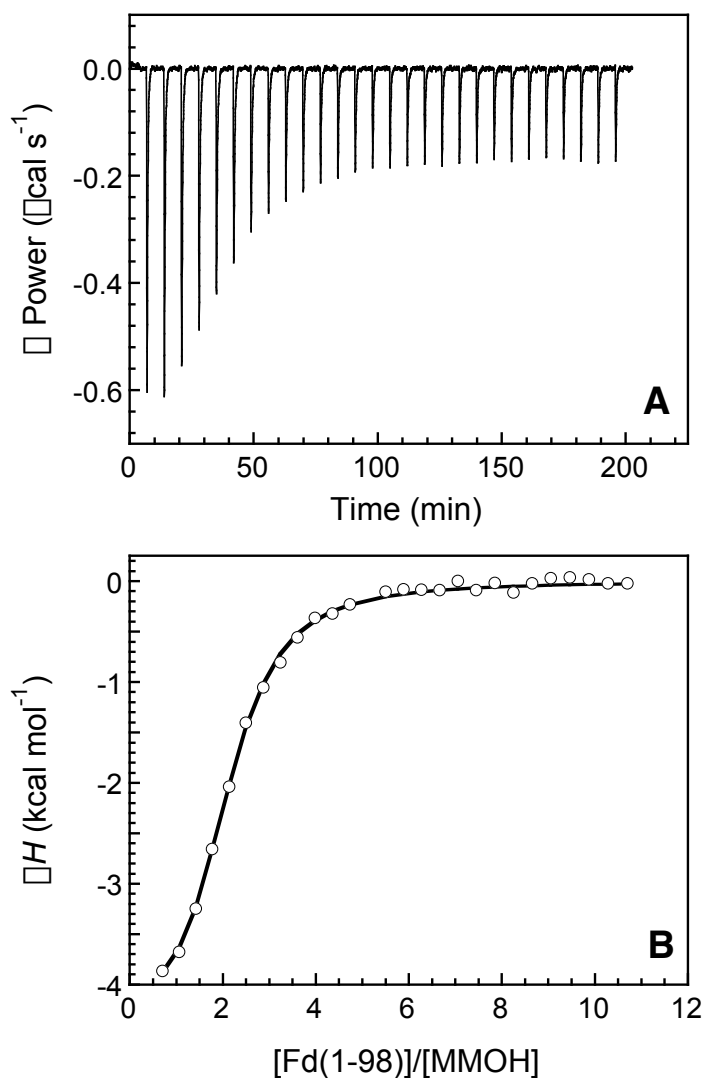 0.0
-0.2
-0.4
-0.6
□ Power (□cal s⁻¹)
A
0 50 100 150 200
Time (min)
0
-1
-2
-3
-4
□H (kcal mol⁻¹)
B
0 2 4 6 8 10 12
[Fd(1-98)]/[MMOH]